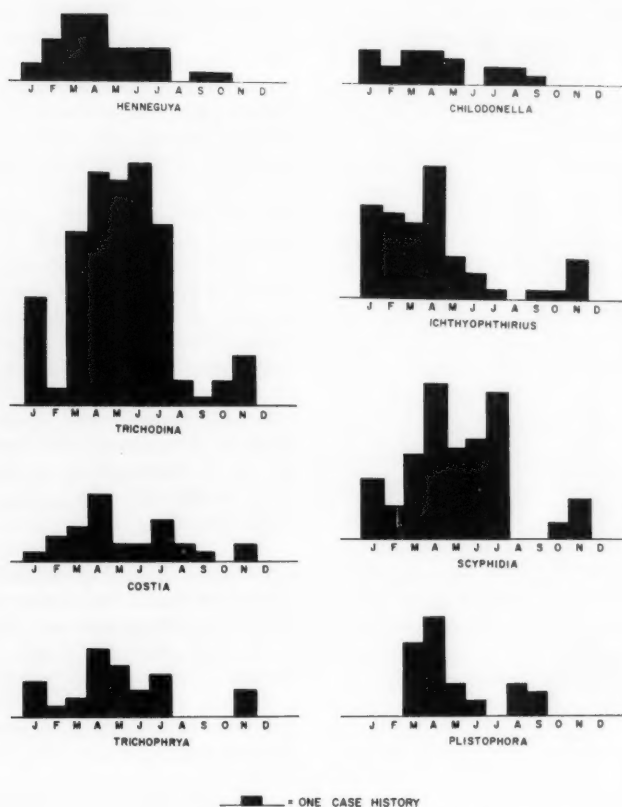 J F M A M J J A S O N D
HENNEGUYA
J F M A M J J A S O N D
CHILODONELLA
J F M A M J J A S O N D
TRICHODINA
J F M A M J J A S O N D
ICHTHYOPHTHIRIUS
J F M A M J J A S O N D
COSTIA
J F M A M J J A S O N D
SCYPHIDIA
J F M A M J J A S O N D
TRICHOPHRYA
J F M A M J J A S O N D
PLISTOPHORA
= ONE CASE HISTORY